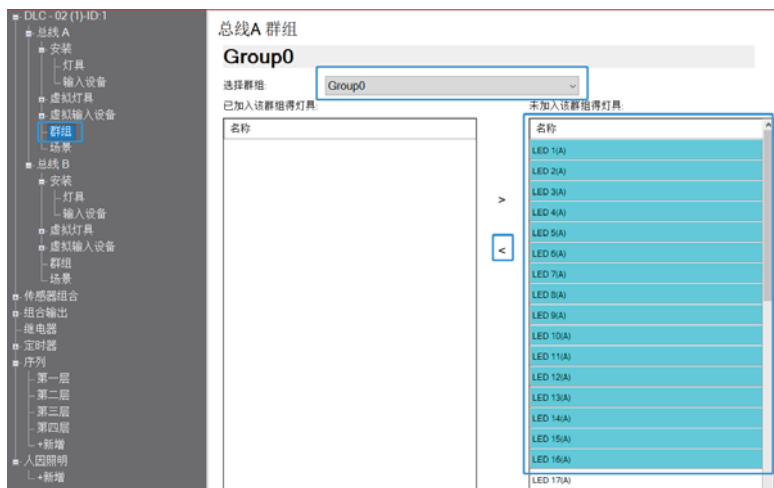 DLC - 02 (1)-ID:1
总线 A
安装
灯具
输入设备
虚拟灯具
虚拟输入设备
群组
场景
总线 B
安装
灯具
输入设备
虚拟灯具
虚拟输入设备
群组
场景
传感器组合
组合输出
继电器
定时器
序列
第一层
第二层
第三层
第四层
+新增
人因照明
+新增
总线A 群组
Group0
选择群组:
Group0
已加入该群组得灯具:
未加入该群组得灯具:
名称
名称
LED 1(A)
LED 2(A)
LED 3(A)
LED 4(A)
LED 5(A)
LED 6(A)
LED 7(A)
LED 8(A)
LED 9(A)
LED 10(A)
LED 11(A)
LED 12(A)
LED 13(A)
LED 14(A)
LED 15(A)
LED 16(A)
LED 17(A)
>
<